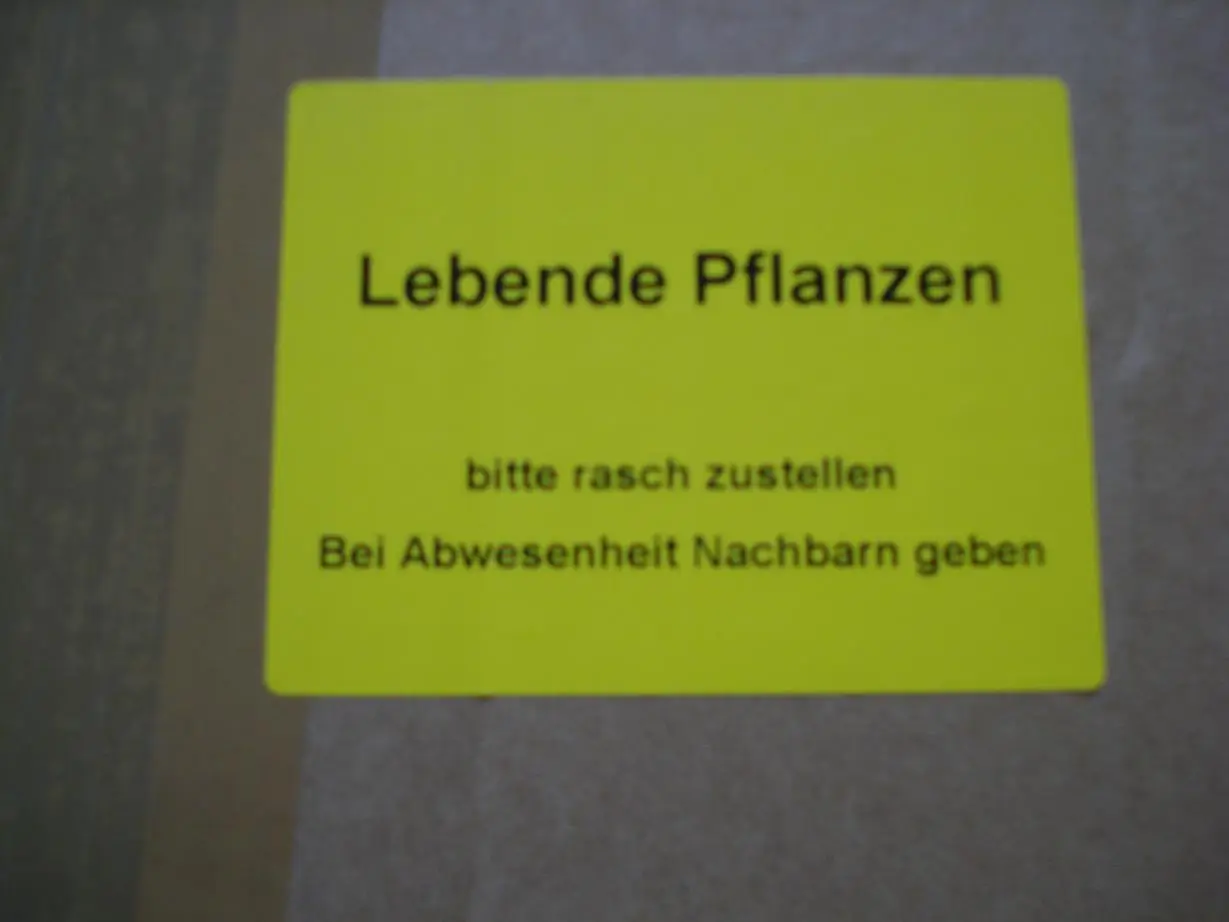 Lebende Pflanzen
bitte rasch zustellen
Bei Abwesenheit Nachbarn geben